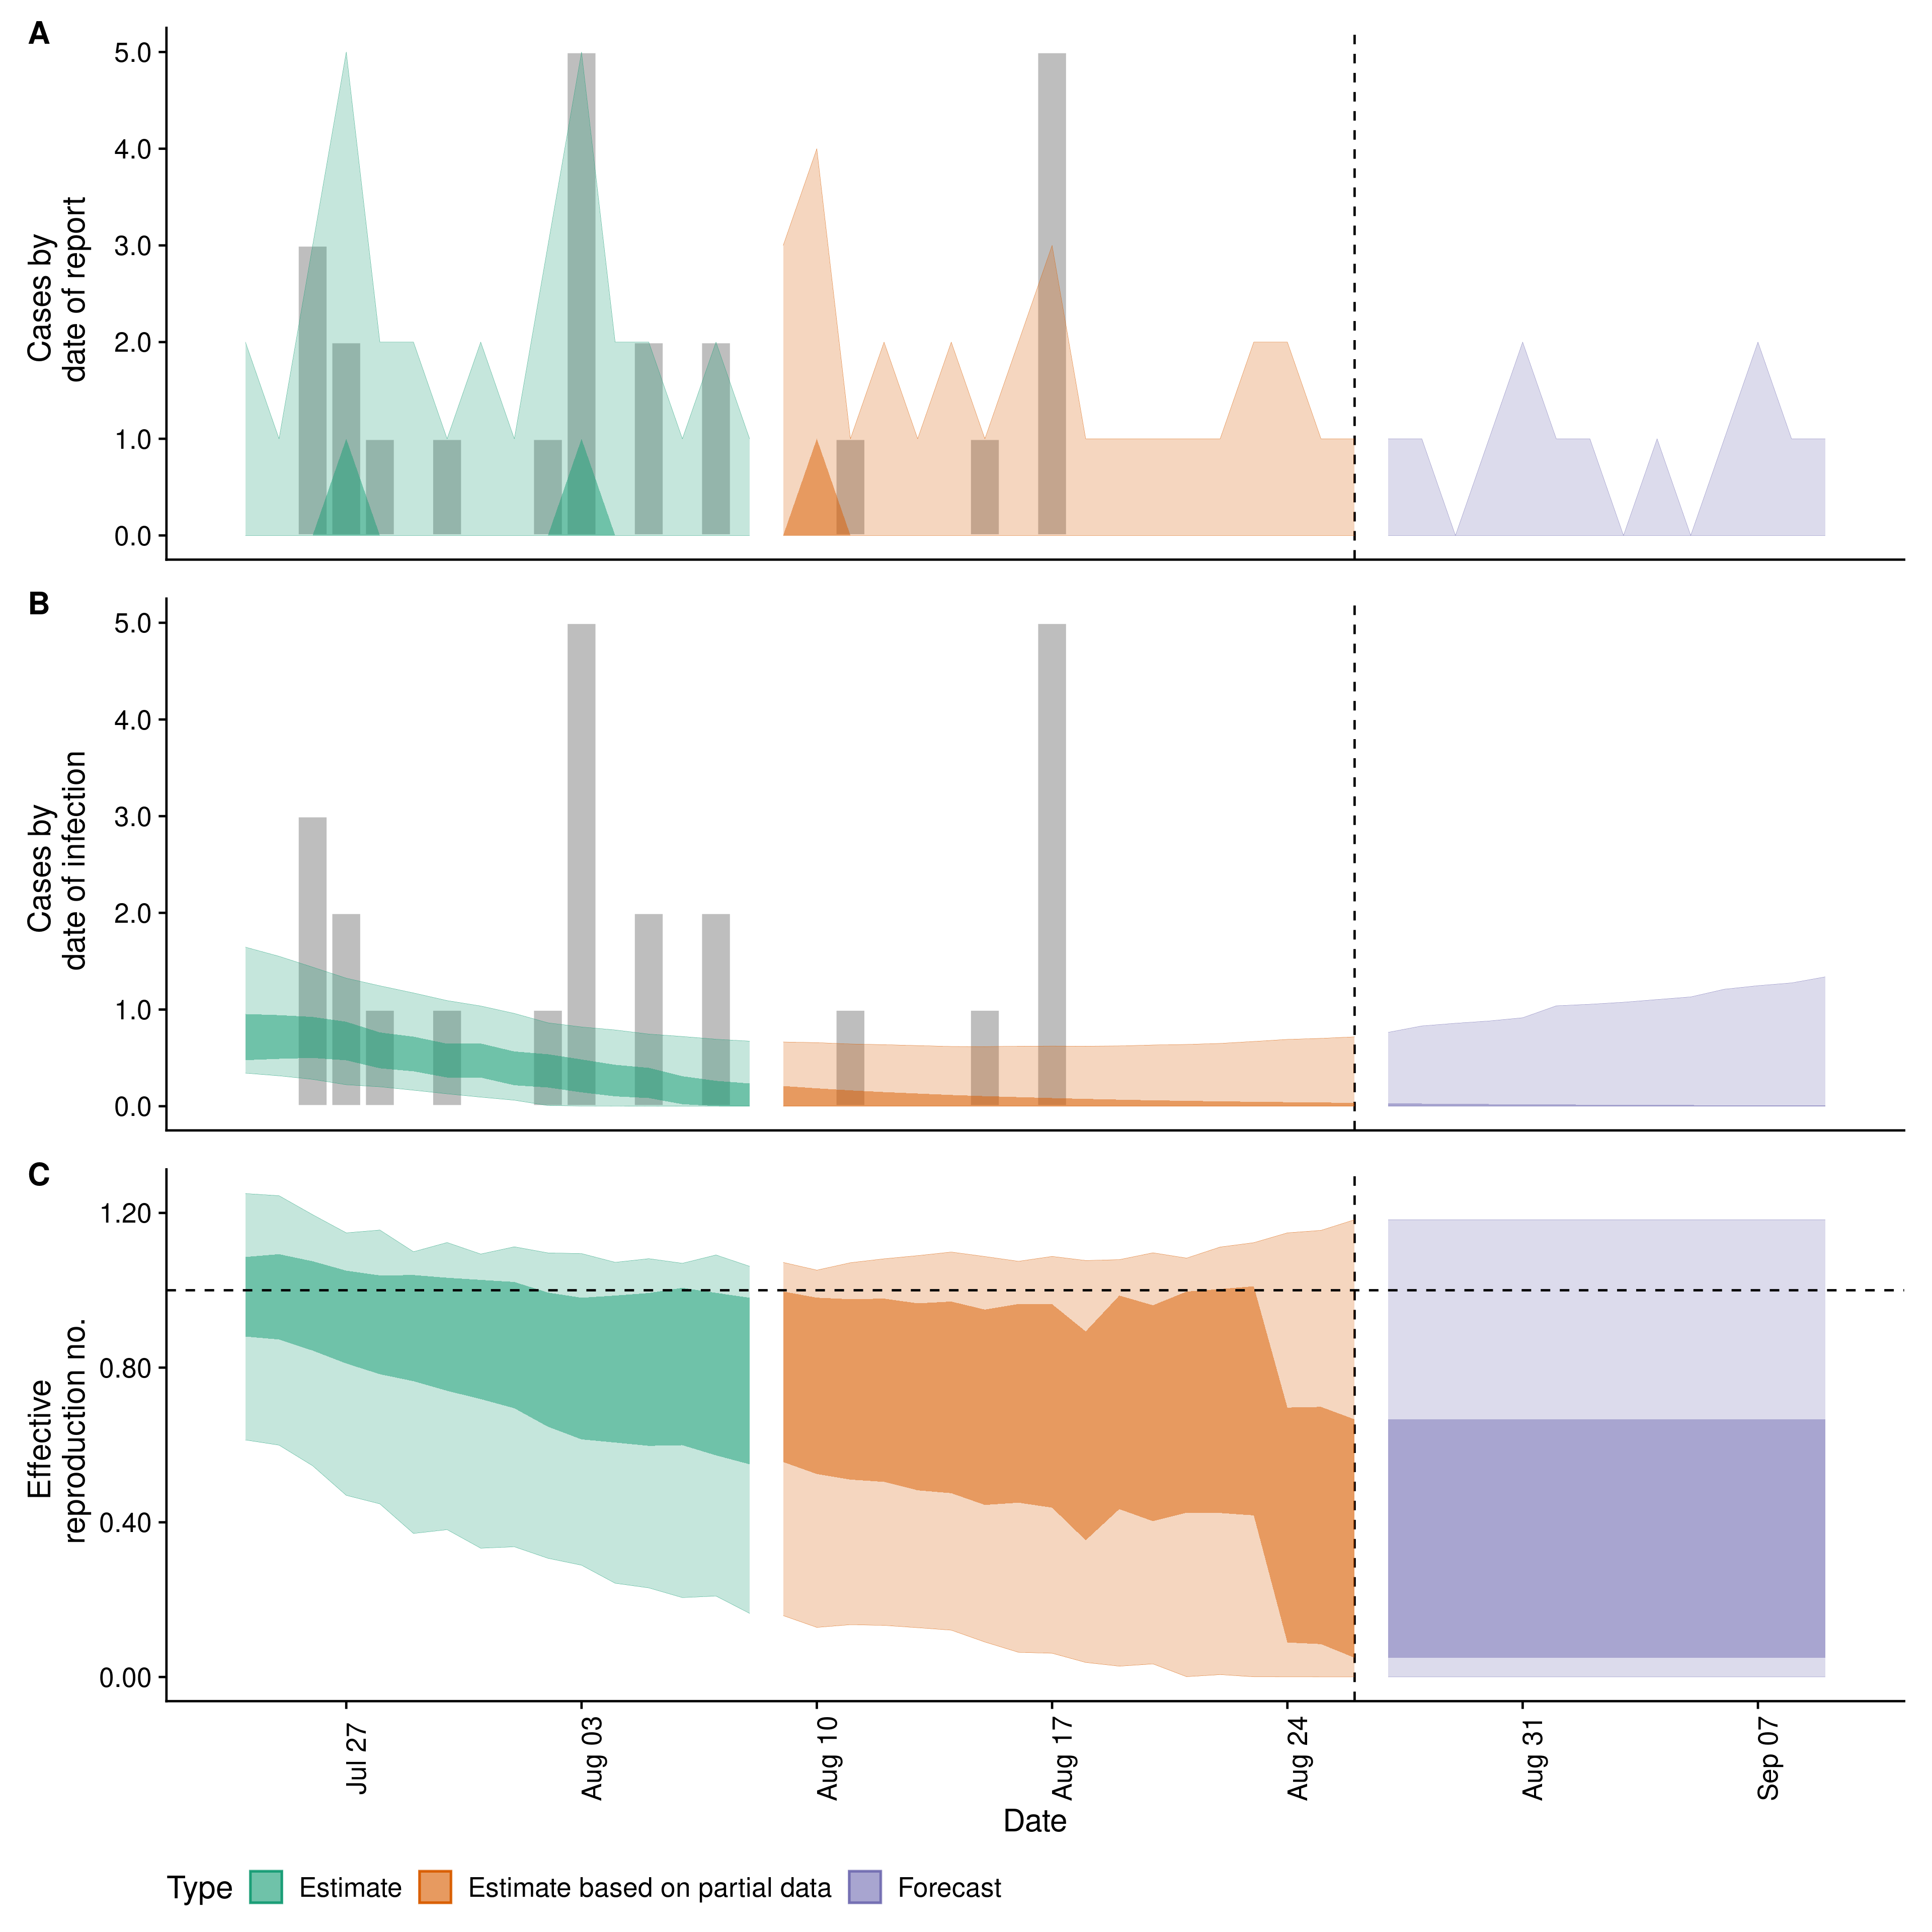 A
Cases by
date of report
5.0
4.0
3.0
2.0
1.0
0.0
B
Cases by
date of infection
5.0
4.0
3.0
2.0
1.0
0.0
C
Effective
reproduction no.
1.20
0.80
0.40
0.00
Jul 27
Aug 03
Aug 10
Aug 17
Aug 24
Aug 31
Sep 07
Date
Type Estimate Estimate based on partial data Forecast